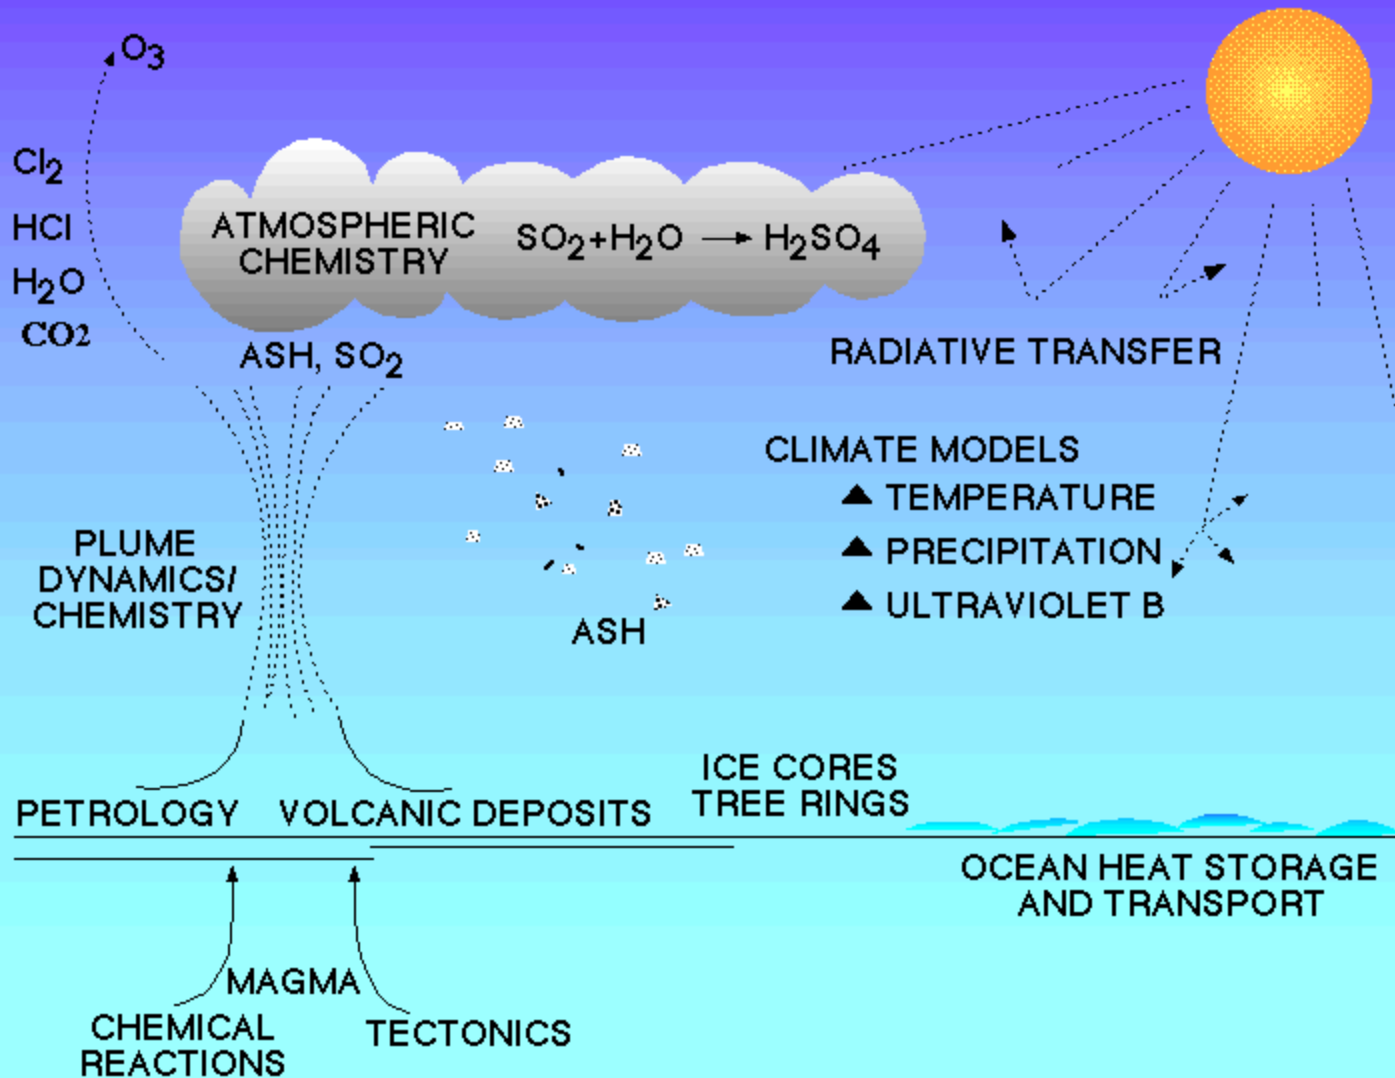 O₃
Cl₂
HCl
H₂O
CO2
ATMOSPHERIC
CHEMISTRY
SO₂+H₂O → H₂SO₄
ASH, SO₂
RADIATIVE TRANSFER
CLIMATE MODELS
▲ TEMPERATURE
▲ PRECIPITATION
▲ ULTRAVIOLET B
PLUME
DYNAMICS/
CHEMISTRY
ASH
ICE CORES
TREE RINGS
PETROLOGY
VOLCANIC DEPOSITS
OCEAN HEAT STORAGE
AND TRANSPORT
MAGMA
CHEMICAL
REACTIONS
TECTONICS